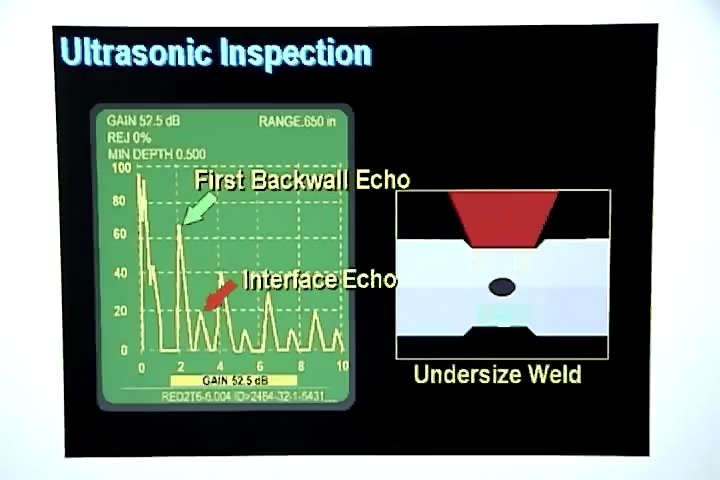 Ultrasonic Inspection
GAIN 52.5 dB
RANGE.650 in
REJ 0%
MIN DEPTH 0.500
100
80
60
40
20
0
First Backwall Echo
Interface Echo
0 2 4 6 8 10
GAIN 52.5 dB
Undersize Weld